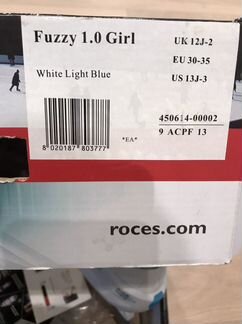 Fuzzy 1.0 Girl
White Light Blue
UK 12J-2
EU 30-35
US 13J-3
8 020187 803777
*EA*
450614-00002
9 ACPF 13
roces.com